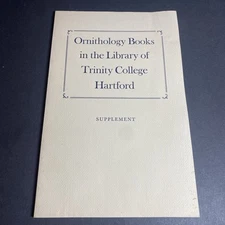 Ornithology Books
in the Library of
Trinity College
Hartford
SUPPLEMENT